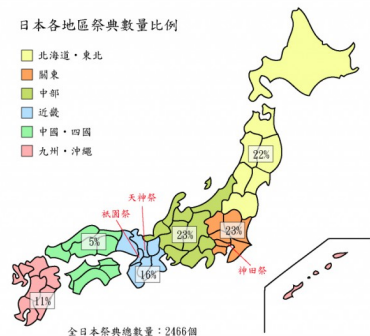 日本各地區祭典數量比例
北海道・東北
關東
中部
近畿
中國・四國
九州・沖繩
22%
天神祭
祇園祭
5%
23%
23%
16%
神田祭
11%
全日本祭典總數量：2466個